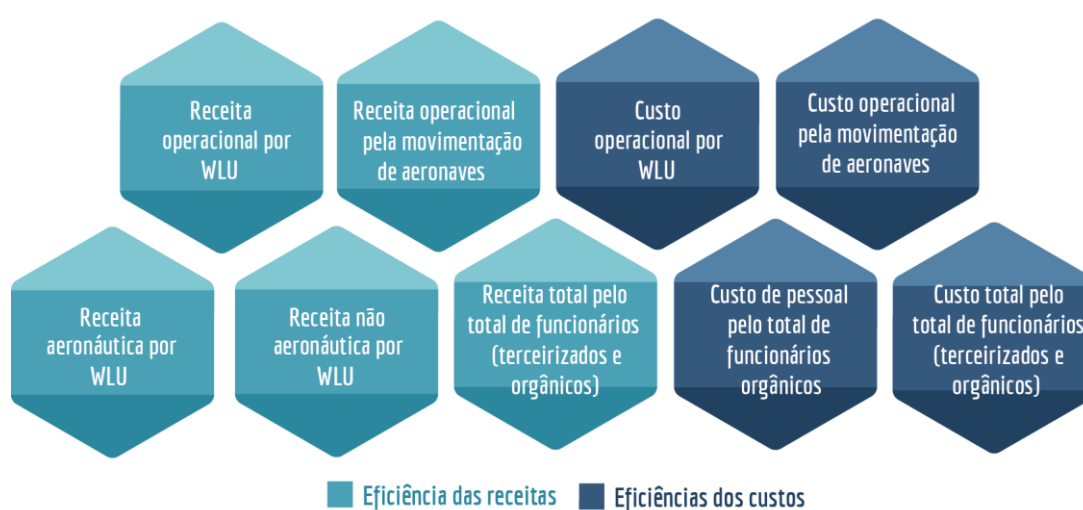 Receita
operacional por
WLU
Receita operacional
pela movimentação
de aeronaves
Custo
operacional por
WLU
Custo operacional
pela movimentação
de aeronaves
Receita
aeronáutica por
WLU
Receita não
aeronáutica por
WLU
Receita total pelo
total de funcionários
(terceirizados e
orgânicos)
Custo de pessoal
pelo total de
funcionários
orgânicos
Custo total pelo
total de funcionários
(terceirizados e
orgânicos)
Eficiência das receitas
Eficiências dos custos